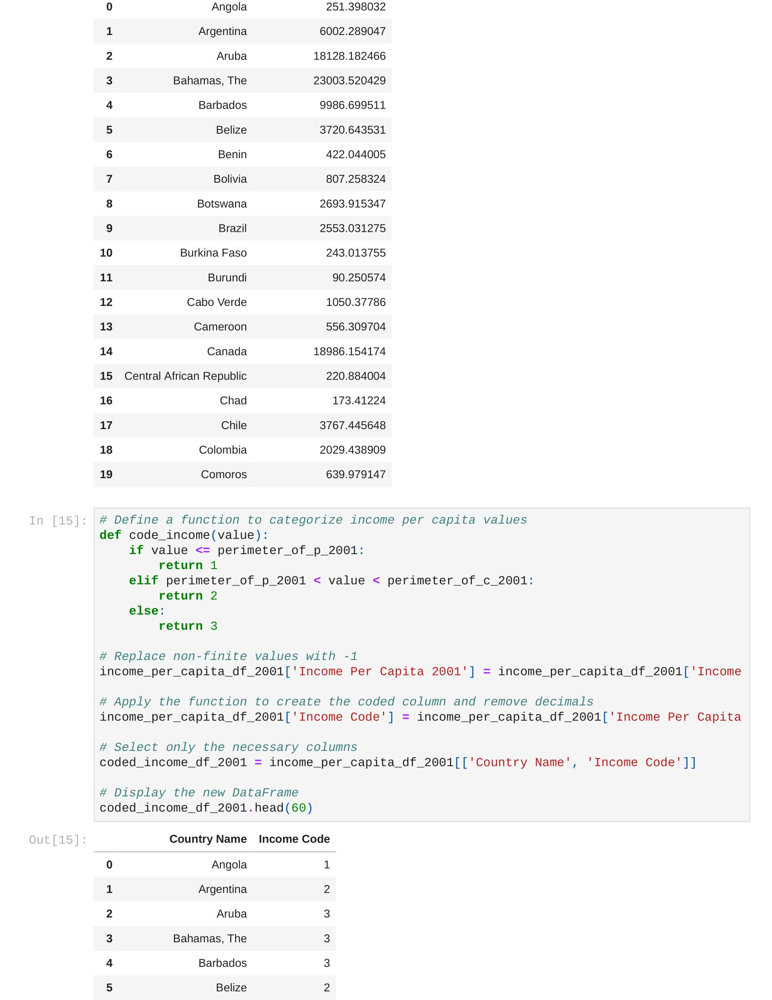 0 Angola 251.398032
1 Argentina 6002.289047
2 Aruba 18128.182466
3 Bahamas, The 23003.520429
4 Barbados 9986.699511
5 Belize 3720.643531
6 Benin 422.044005
7 Bolivia 807.258324
8 Botswana 2693.915347
9 Brazil 2553.031275
10 Burkina Faso 243.013755
11 Burundi 90.250574
12 Cabo Verde 1050.37786
13 Cameroon 556.309704
14 Canada 18986.154174
15 Central African Republic 220.884004
16 Chad 173.41224
17 Chile 3767.445648
18 Colombia 2029.438909
19 Comoros 639.979147
In [15]: # Define a function to categorize income per capita values
def code_income(value):
    if value <= perimeter_of_p_2001:
        return 1
    elif perimeter_of_p_2001 < value < perimeter_of_c_2001:
        return 2
    else:
        return 3
# Replace non-finite values with -1
income_per_capita_df_2001['Income Per Capita 2001'] = income_per_capita_df_2001['Income
# Apply the function to create the coded column and remove decimals
income_per_capita_df_2001['Income Code'] = income_per_capita_df_2001['Income Per Capita
# Select only the necessary columns
coded_income_df_2001 = income_per_capita_df_2001[['Country Name', 'Income Code']]
# Display the new DataFrame
coded_income_df_2001.head(60)
Out[15]: Country Name Income Code
0 Angola 1
1 Argentina 2
2 Aruba 3
3 Bahamas, The 3
4 Barbados 3
5 Belize 2